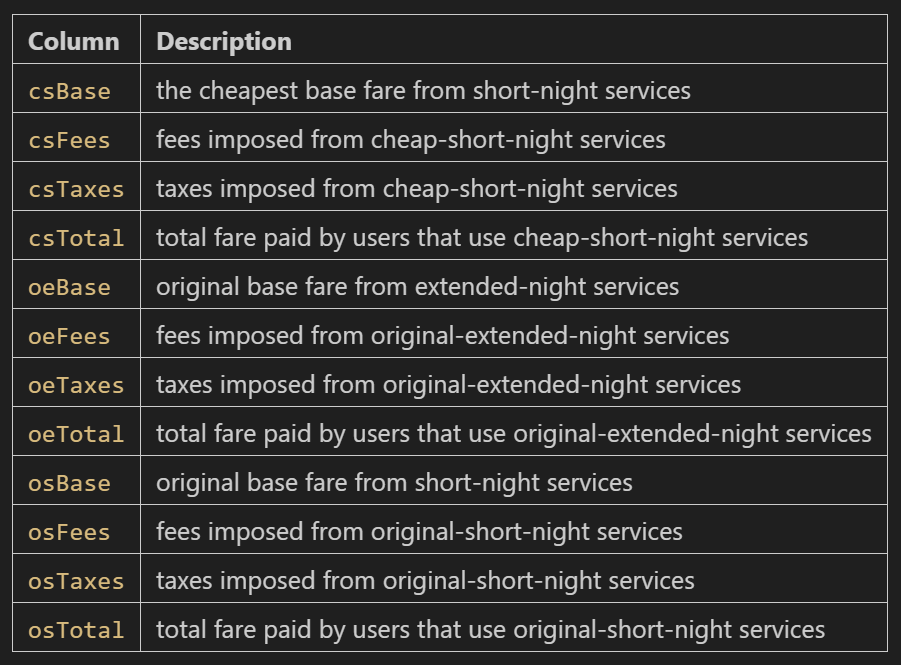 Column Description
csBase the cheapest base fare from short-night services
csFees fees imposed from cheap-short-night services
csTaxes taxes imposed from cheap-short-night services
csTotal total fare paid by users that use cheap-short-night services
oeBase original base fare from extended-night services
oeFees fees imposed from original-extended-night services
oeTaxes taxes imposed from original-extended-night services
oeTotal total fare paid by users that use original-extended-night services
osBase original base fare from short-night services
osFees fees imposed from original-short-night services
osTaxes taxes imposed from original-short-night services
osTotal total fare paid by users that use original-short-night services